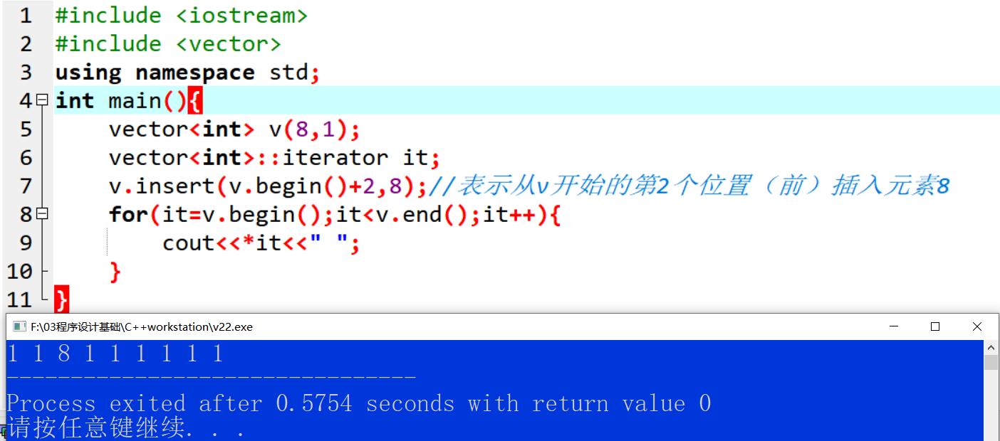 1 #include <iostream>
2 #include <vector>
3 using namespace std;
4 int main(){
5 vector<int> v(8,1);
6 vector<int>::iterator it;
7 v.insert(v.begin()+2,8);//表示从v开始的第2个位置（前）插入元素8
8 for(it=v.begin();it<v.end();it++){
9 cout<<*it<<" ";
10 }
11 }
F:\03程序设计基础\C++workstation\v22.exe
1 1 8 1 1 1 1 1 1
--------------------------------
Process exited after 0.5754 seconds with return value 0
请按任意键继续. . .